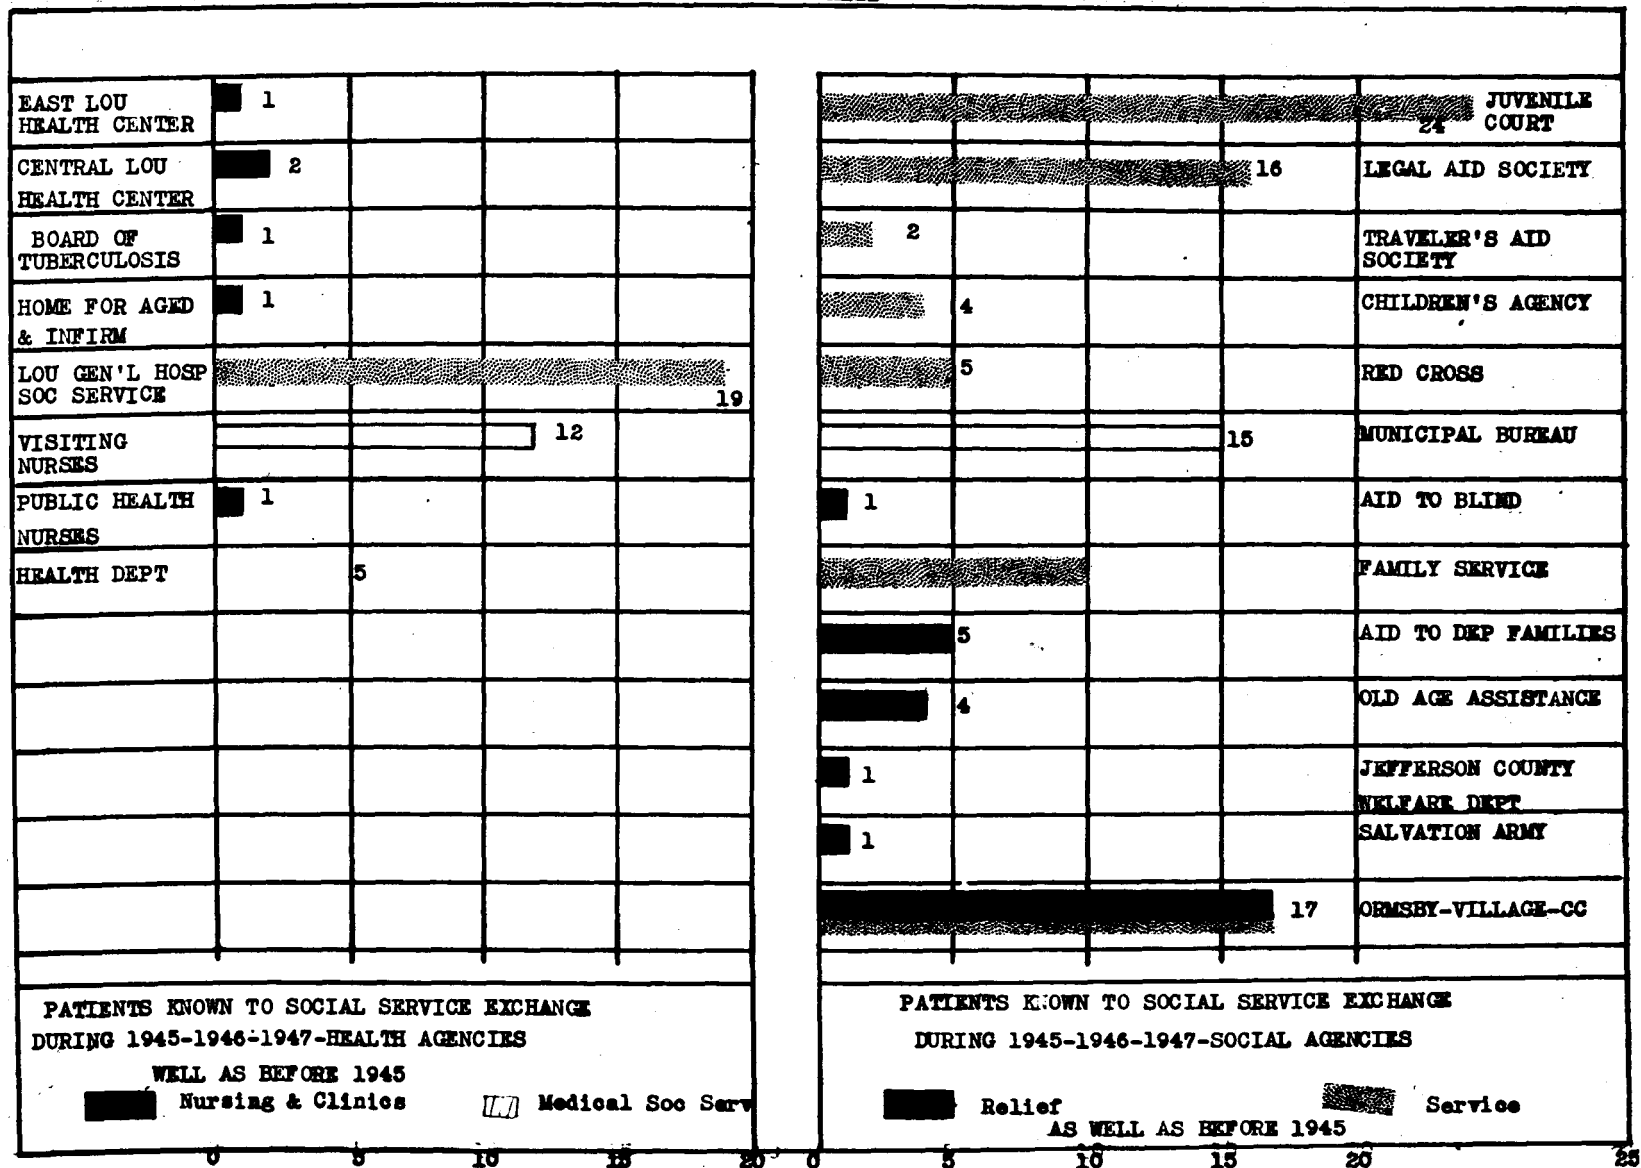 EAST LOU
HEALTH CENTER
1
CENTRAL LOU
HEALTH CENTER
2
BOARD OF
TUBERCULOSIS
1
HOME FOR AGED
& INFIRM
1
LOU GEN'L HOSP
SOC SERVICE
19
VISITING
NURSES
12
PUBLIC HEALTH
NURSES
1
HEALTH DEPT
5
PATIENTS KNOWN TO SOCIAL SERVICE EXCHANGE
DURING 1945-1946-1947-HEALTH AGENCIES
WELL AS BEFORE 1945
Nursing & Clinics
Medical Soc Serv
0 5 10 15 20
24
JUVENILE
COURT
16
LEGAL AID SOCIETY
2
TRAVELER'S AID
SOCIETY
4
CHILDREN'S AGENCY
5
RED CROSS
15
MUNICIPAL BUREAU
1
AID TO BLIND
FAMILY SERVICE
5
AID TO DEP FAMILIES
4
OLD AGE ASSISTANCE
1
JEFFERSON COUNTY
WELFARE DEPT
1
SALVATION ARMY
17
ORMSBY-VILLAGE-CC
PATIENTS KNOWN TO SOCIAL SERVICE EXCHANGE
DURING 1945-1946-1947-SOCIAL AGENCIES
Relief
Service
AS WELL AS BEFORE 1945
0 5 10 15 20 25